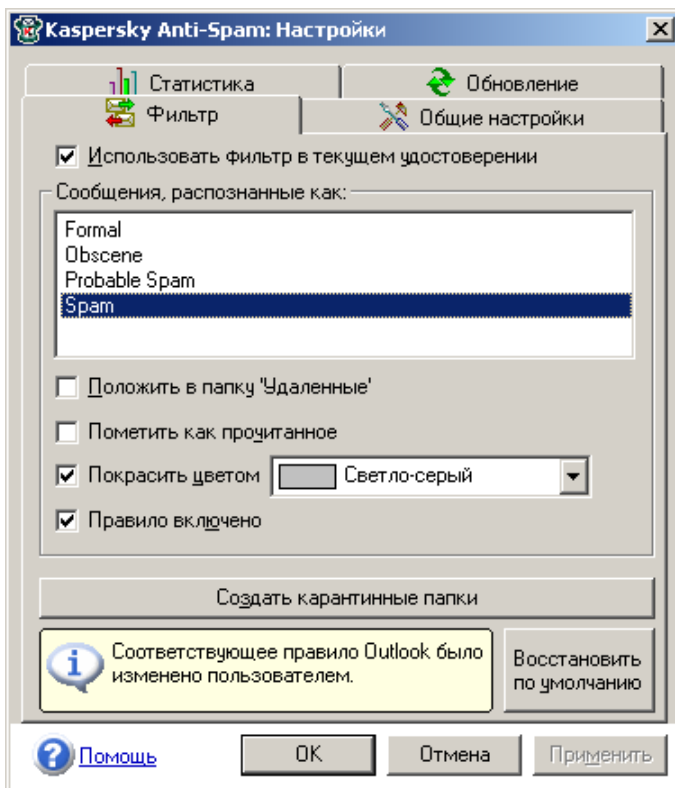 Kaspersky Anti-Spam: Настройки
Статистика
Обновление
Фильтр
Общие настройки
Использовать фильтр в текущем удостоверении
Сообщения, распознанные как:
Formal
Obscene
Probable Spam
Spam
Положить в папку 'Удаленные'
Пометить как прочитанное
Покрасить цветом
Светло-серый
Правило включено
Создать карантинные папки
Соответствующее правило Outlook было
изменено пользователем.
Восстановить
по умолчанию
Помощь
OK
Отмена
Применить